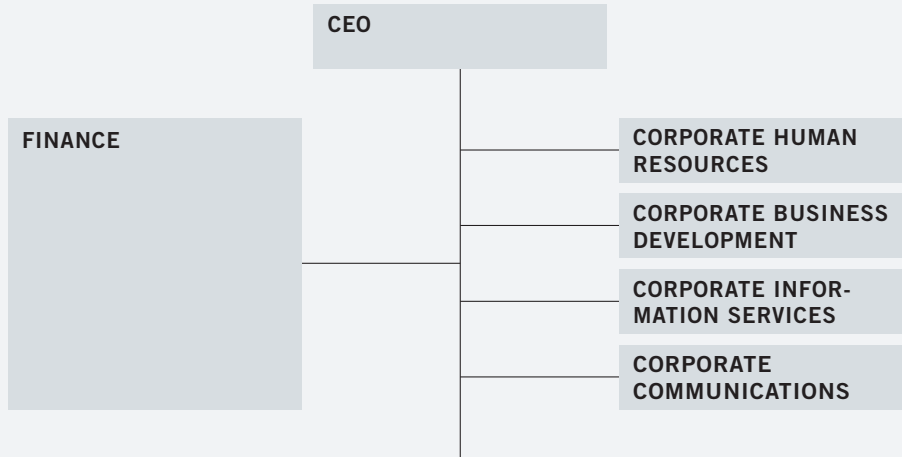 CEO
FINANCE
CORPORATE HUMAN
RESOURCES
CORPORATE BUSINESS
DEVELOPMENT
CORPORATE INFOR-
MATION SERVICES
CORPORATE
COMMUNICATIONS